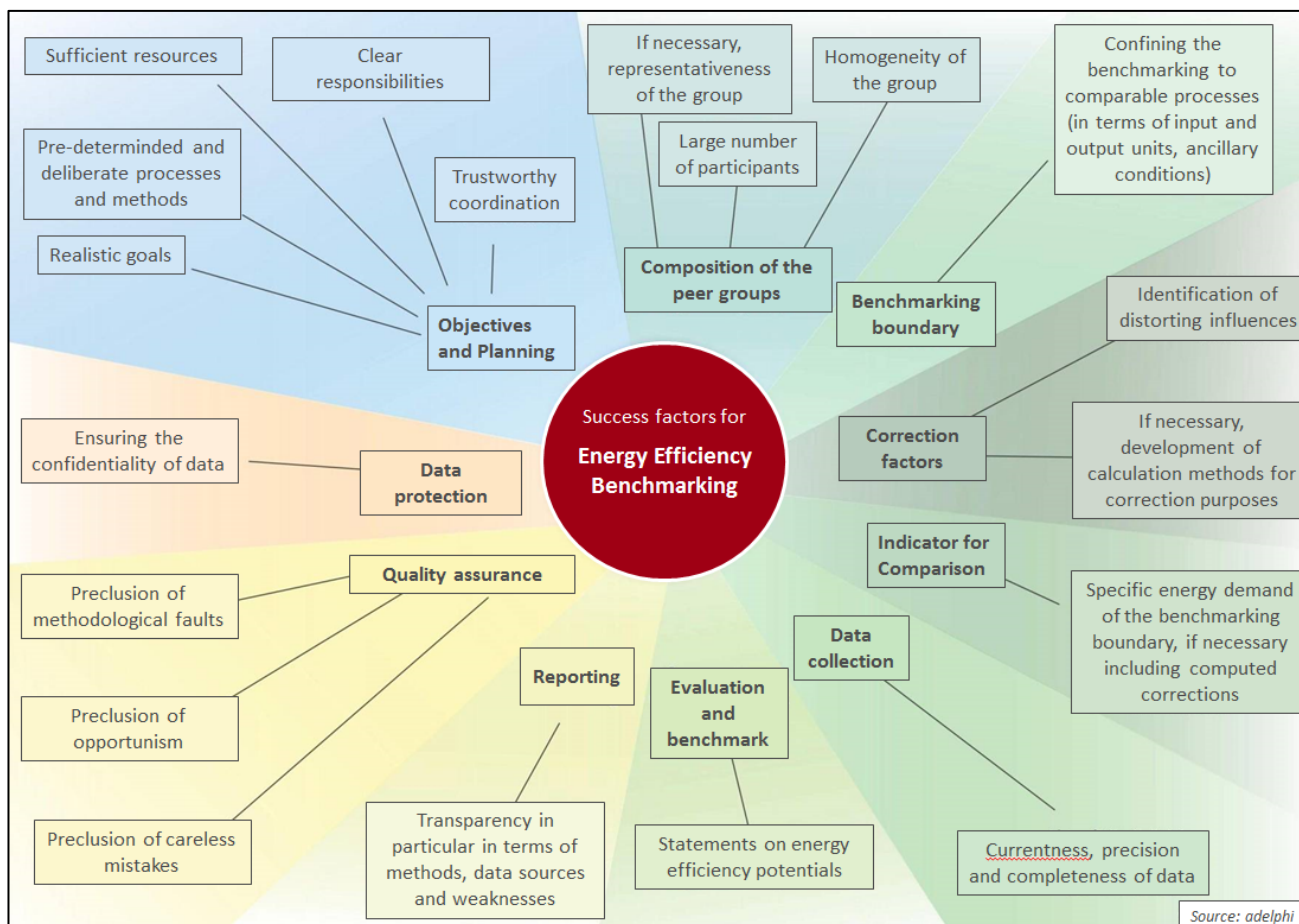 Sufficient resources
Clear
responsibilities
Pre-determinded and
deliberate processes
and methods
Trustworthy
coordination
Realistic goals
Objectives
and Planning
If necessary,
representativeness
of the group
Homogeneity
of the group
Large number
of participants
Composition of the
peer groups
Confining the
benchmarking to
comparable processes
(in terms of input and
output units, ancillary
conditions)
Benchmarking
boundary
Identification of
distorting influences
Correction
factors
If necessary,
development of
calculation methods for
correction purposes
Indicator for
Comparison
Specific energy demand
of the benchmarking
boundary, if necessary
including computed
corrections
Data
collection
Currentness, precision
and completeness of data
Evaluation
and
benchmark
Statements on energy
efficiency potentials
Reporting
Transparency in
particular in terms of
methods, data sources
and weaknesses
Quality assurance
Preclusion of
methodological faults
Preclusion of
opportunism
Preclusion of careless
mistakes
Data
protection
Ensuring the
confidentiality of data
Success factors for
Energy Efficiency
Benchmarking
Source: adelphi